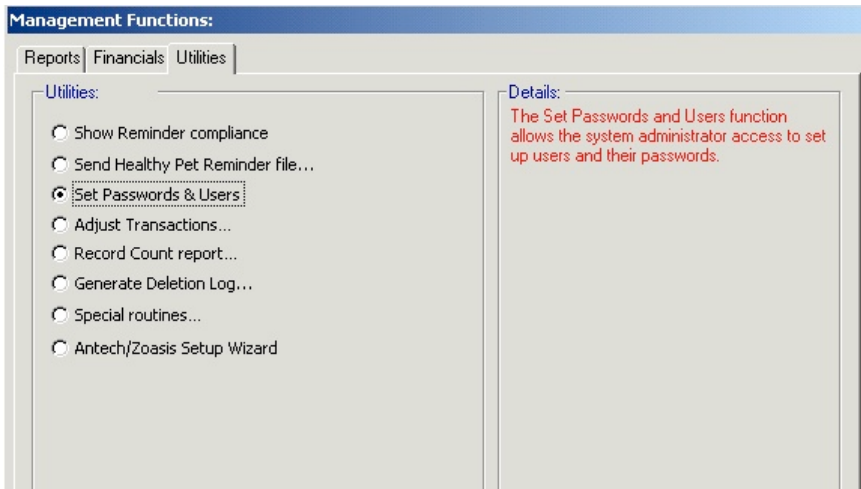 Management Functions:
Reports Financials Utilities
Utilities:
Show Reminder compliance
Send Healthy Pet Reminder file...
Set Passwords & Users
Adjust Transactions...
Record Count report...
Generate Deletion Log...
Special routines...
Antech/Zoasis Setup Wizard
Details:
The Set Passwords and Users function
allows the system administrator access to set
up users and their passwords.